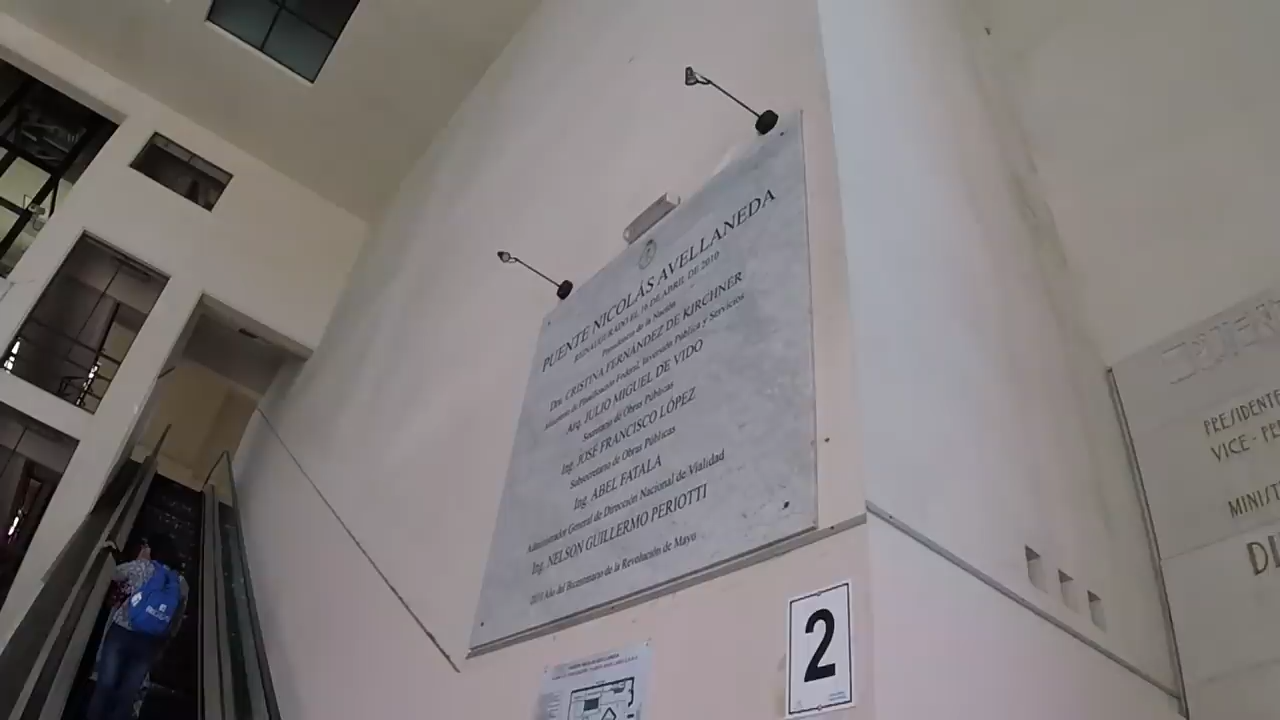 PUENTE NICOLÁS AVELLANEDA
REINAUGURADO EL 16 DE ABRIL DE 2010
Presidenta de la Nación
Dra. CRISTINA FERNÁNDEZ DE KIRCHNER
Ministro de Planificación Federal, Inversión Pública y Servicios
Arq. JULIO MIGUEL DE VIDO
Secretario de Obras Públicas
Ing. JOSÉ FRANCISCO LÓPEZ
Subsecretario de Obras Públicas
Ing. ABEL FATALA
Administrador General de Dirección Nacional de Vialidad
Ing. NELSON GUILLERMO PERIOTTI
2010 Año del Bicentenario de la Revolución de Mayo
2
PRESIDENTE
VICE-PRE
MINIST